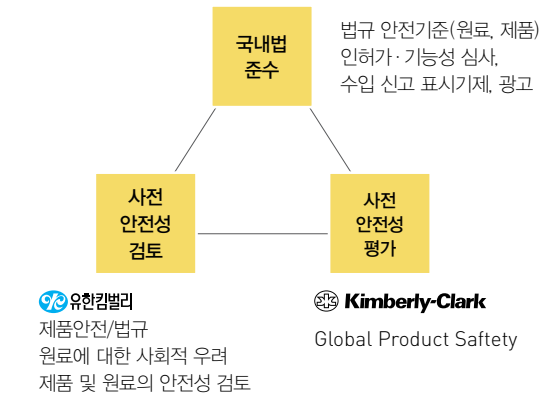 국내법
준수
법규 안전기준(원료, 제품)
인허가·기능성 심사,
수입 신고 표시기제, 광고
사전
안전성
검토
사전
안전성
평가
유한킴벌리
제품안전/법규
원료에 대한 사회적 우려
제품 및 원료의 안전성 검토
Kimberly-Clark
Global Product Saftety